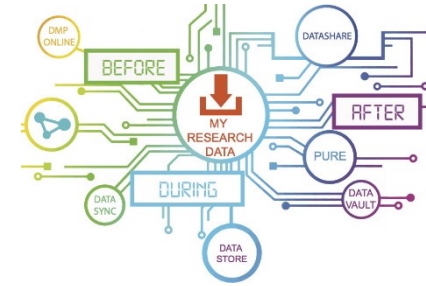 DMP
ONLINE
DATASHARE
BEFORE
AFTER
MY
RESEARCH
DATA
PURE
DURING
DATA
SYNC
DATA
VAULT
DATA
STORE